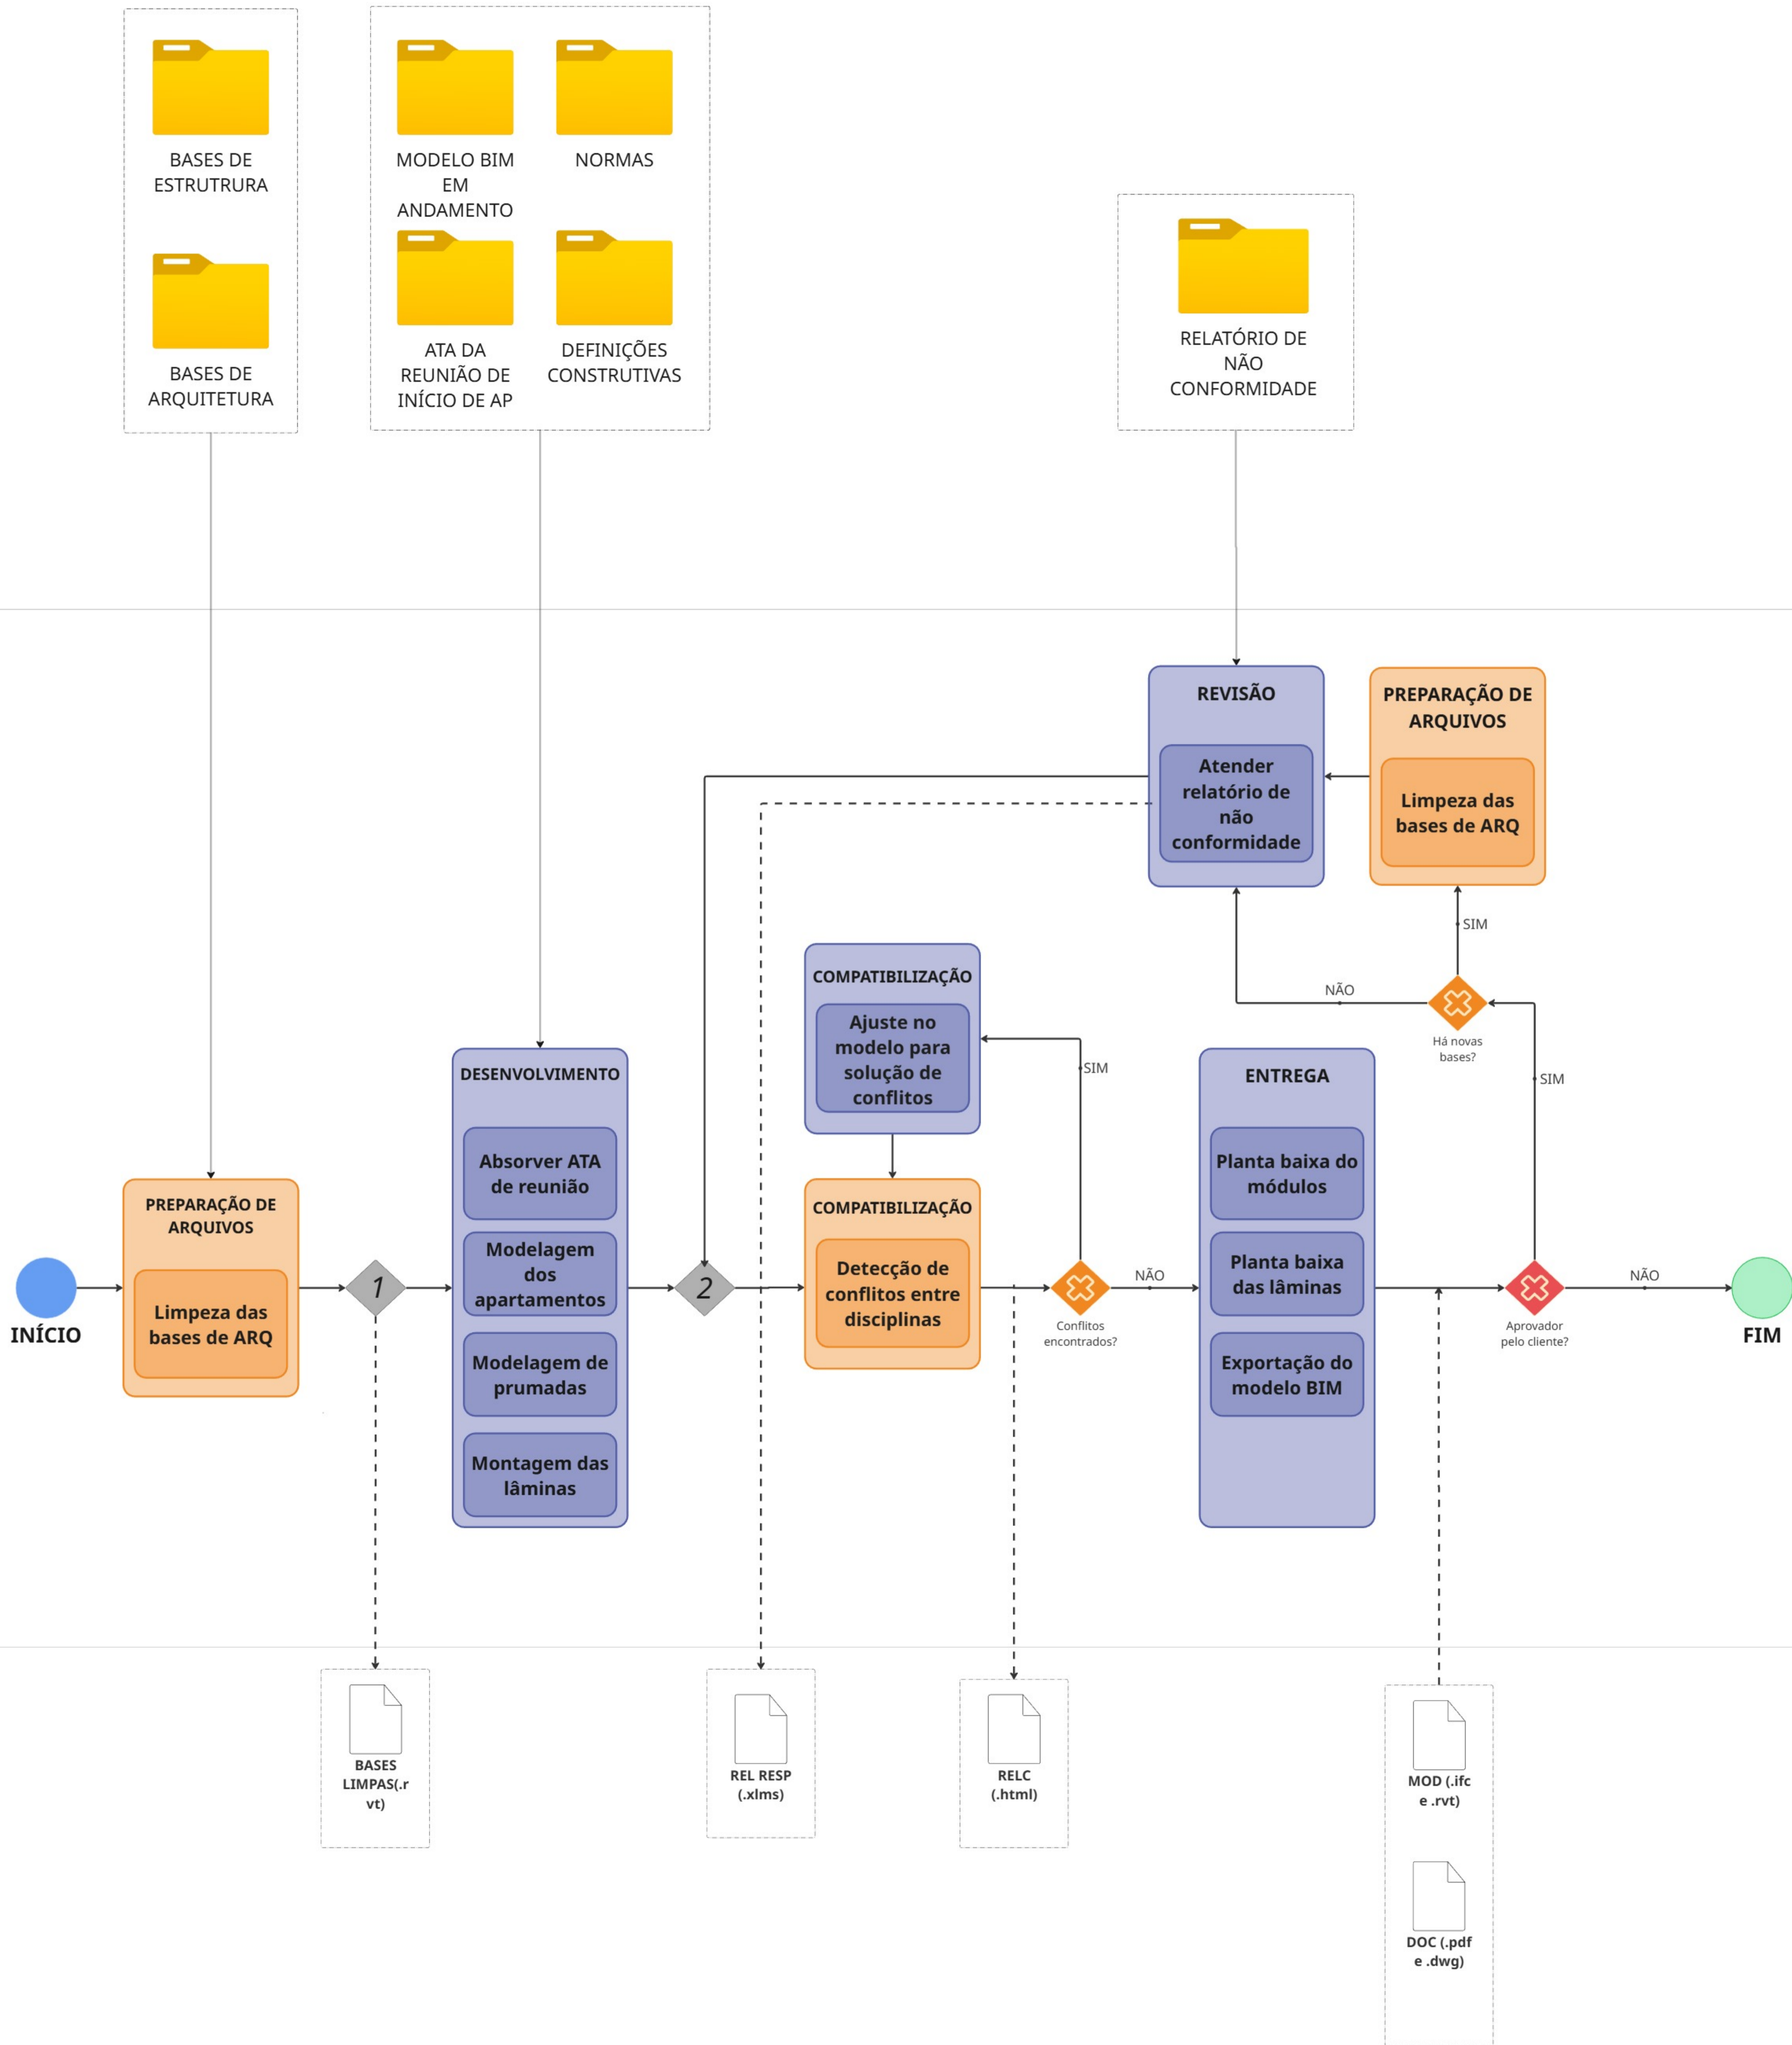 BASES DE
ESTRUTRURA
BASES DE
ARQUITETURA
MODELO BIM
EM
ANDAMENTO
NORMAS
ATA DA
REUNIÃO DE
INÍCIO DE AP
DEFINIÇÕES
CONSTRUTIVAS
RELATÓRIO DE
NÃO
CONFORMIDADE
REVISÃO
Atender
relatório de
não
conformidade
PREPARAÇÃO DE
ARQUIVOS
Limpeza das
bases de ARQ
SIM
NÃO
Há novas
bases?
SIM
COMPATIBILIZAÇÃO
Ajuste no
modelo para
solução de
conflitos
SIM
INÍCIO
PREPARAÇÃO DE
ARQUIVOS
Limpeza das
bases de ARQ
1
DESENVOLVIMENTO
Absorver ATA
de reunião
Modelagem
dos
apartamentos
Modelagem de
prumadas
Montagem das
lâminas
2
COMPATIBILIZAÇÃO
Detecção de
conflitos entre
disciplinas
Conflitos
encontrados?
NÃO
ENTREGA
Planta baixa do
módulos
Planta baixa
das lâminas
Exportação do
modelo BIM
Aprovador
pelo cliente?
NÃO
FIM
BASES
LIMPAS(.r
vt)
REL RESP
(.xlms)
RELC
(.html)
MOD (.ifc
e .rvt)
DOC (.pdf
e .dwg)